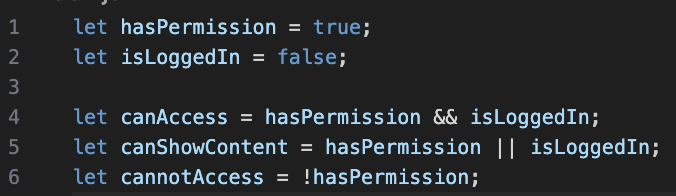 1 let hasPermission = true;
2 let isLoggedIn = false;
3
4 let canAccess = hasPermission && isLoggedIn;
5 let canShowContent = hasPermission || isLoggedIn;
6 let cannotAccess = !hasPermission;